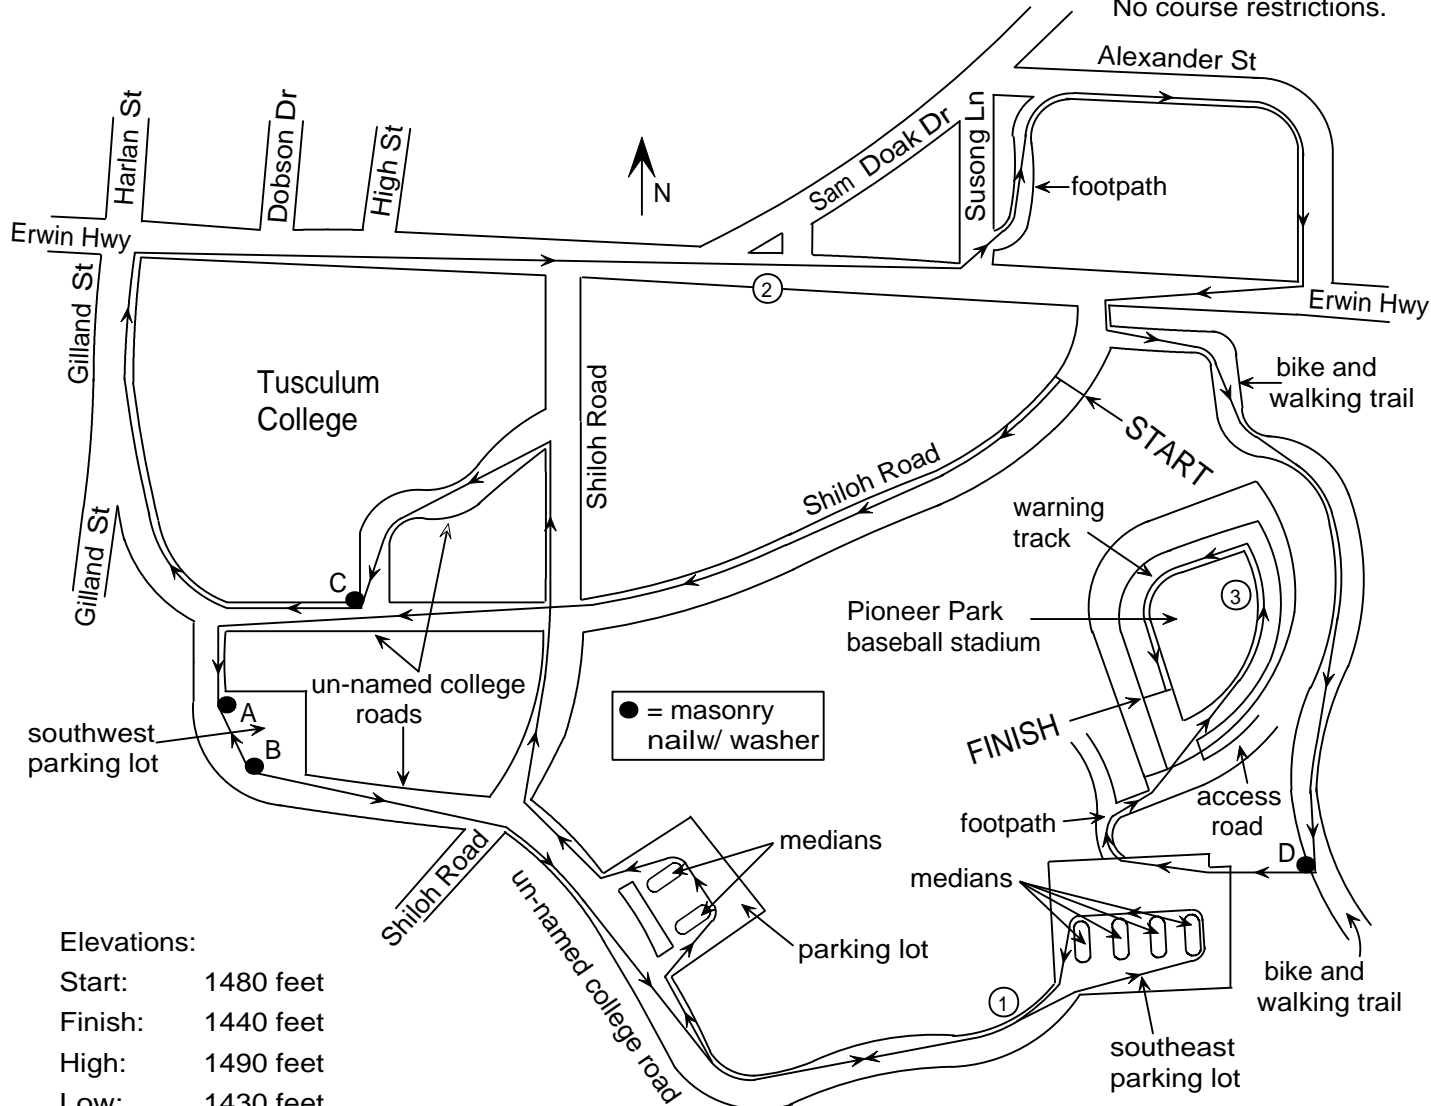 No course restrictions.
Alexander St
Harlan St
Dobson Dr
High St
Sam Doak Dr
Susong Ln
footpath
N
Erwin Hwy
Gilland St
2
Erwin Hwy
Tusculum
College
Shiloh Road
bike and
walking trail
START
Shiloh Road
warning
track
Gilland St
C
3
Pioneer Park
baseball stadium
un-named college
roads
A
B
southwest
parking lot
= masonry
nailw/ washer
FINISH
access
road
footpath
D
medians
medians
Shiloh Road
un-named college road
parking lot
1
bike and
walking trail
southeast
parking lot
Elevations:
Start: 1480 feet
Finish: 1440 feet
High: 1490 feet
Low: 1430 feet